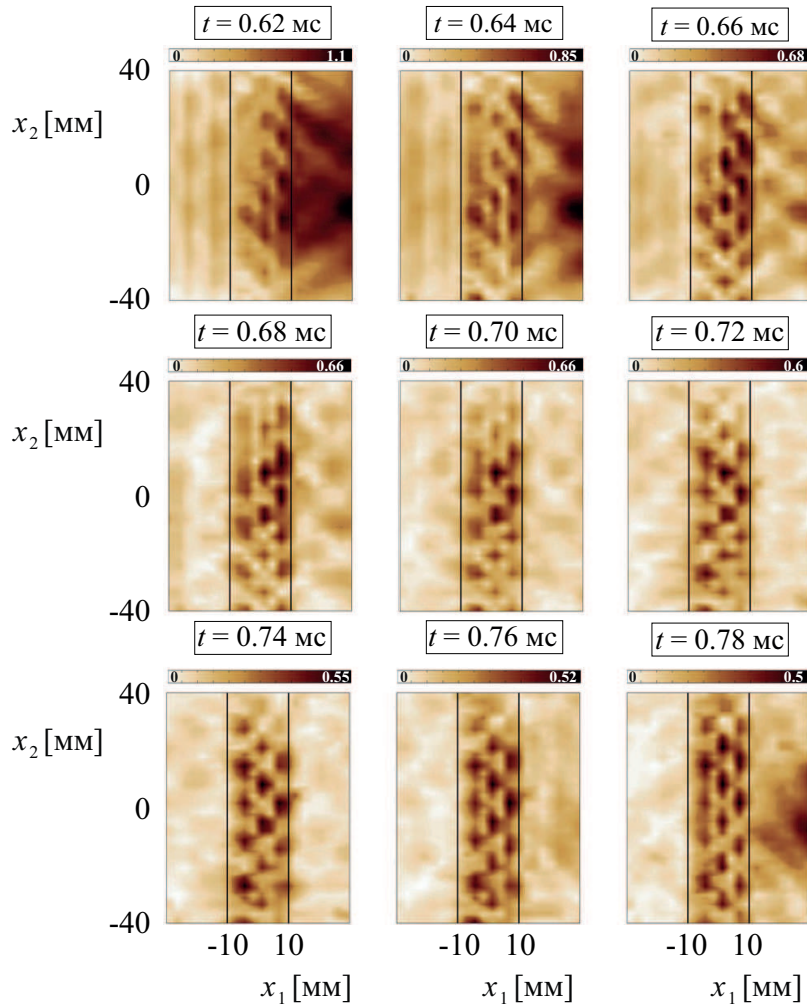 t = 0.62 мс t = 0.64 мс t = 0.66 мс
0 1.1 0 0.85 0 0.68
40
x₂ [мм]
0
-40
t = 0.68 мс t = 0.70 мс t = 0.72 мс
0 0.66 0 0.66 0 0.6
40
x₂ [мм]
0
-40
t = 0.74 мс t = 0.76 мс t = 0.78 мс
0 0.55 0 0.52 0 0.5
40
x₂ [мм]
0
-40
-10 10 -10 10 -10 10
x₁ [мм] x₁ [мм] x₁ [мм]